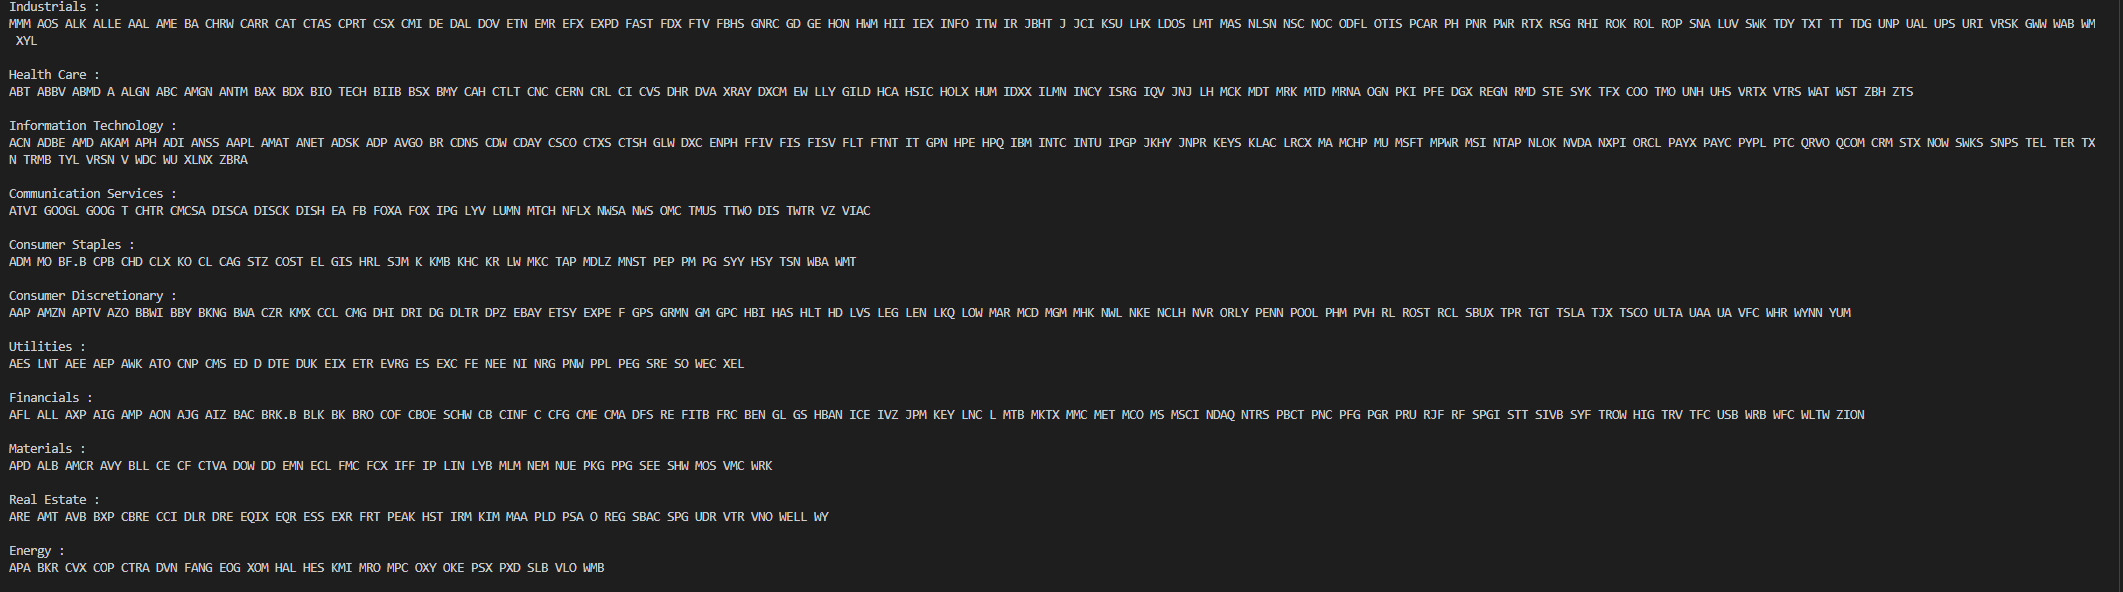 Industrials :
MMM AOS ALK ALLE AAL AME BA CHRW CARR CAT CTAS CPRT CSX CMI DE DAL DOV ETN EMR EFX EXPD FAST FDX FTV FBHS GNRC GD GE HON HWM HII IEX INFO ITW IR JBHT J JCI KSU LHX LDOS LMT MAS NLSN NSC NOC ODFL OTIS PCAR PH PNR PWR RTX RSG RHI ROK ROL ROP SNA LUV SWK TDY TXT TT TDG UNP UAL UPS URI VRSK GWW WAB WM
XYL
Health Care :
ABT ABBV ABMD A ALGN ABC AMGN ANTM BAX BDX BIO TECH BIIB BSX BMY CAH CTLT CNC CERN CRL CI CVS DHR DVA XRAY DXCM EW LLY GILD HCA HSIC HOLX HUM IDXX ILMN INCY ISRG IQV JNJ LH MCK MDT MRK MTD MRNA OGN PKI PFE DGX REGN RMD STE SYK TFX COO TMO UNH UHS VRTX VTRS WAT WST ZBH ZTS
Information Technology :
ACN ADBE AMD AKAM APH ADI ANSS AAPL AMAT ANET ADSK ADP AVGO BR CDNS CDW CDAY CSCO CTXS CTSH GLW DXC ENPH FFIV FIS FISV FLT FTNT IT GPN HPE HPQ IBM INTC INTU IPGP JKHY JNPR KEYS KLAC LRCX MA MCHP MU MSFT MPWR MSI NTAP NLOK NVDA NXPI ORCL PAYX PAYC PYPL PTC QRVO QCOM CRM STX NOW SWKS SNPS TEL TER TX
N TRMB TYL VRSN V WDC WU XLNX ZBRA
Communication Services :
ATVI GOOGL GOOG T CHTR CMCSA DISCA DISCK DISH EA FB FOXA FOX IPG LYV LUMN MTCH NFLX NWSA NWS OMC TMUS TTWO DIS TWTR VZ VIAC
Consumer Staples :
ADM MO BF.B CPB CHD CLX KO CL CAG STZ COST EL GIS HRL SJM K KMB KHC KR LW MKC TAP MDLZ MNST PEP PM PG SYY HSY TSN WBA WMT
Consumer Discretionary :
AAP AMZN APTV AZO BBWI BBY BKNG BWA CZR KMX CCL CMG DHI DRI DG DLTR DPZ EBAY ETSY EXPE F GPS GRMN GM GPC HBI HAS HLT HD LVS LEG LEN LKQ LOW MAR MCD MGM MHK NWL NKE NCLH NVR ORLY PENN POOL PHM PVH RL ROST RCL SBUX TPR TGT TSLA TJX TSCO ULTA UAA UA VFC WHR WYNN YUM
Utilities :
AES LNT AEE AEP AWK ATO CNP CMS ED D DTE DUK EIX ETR EVRG ES EXC FE NEE NI NRG PNW PPL PEG SRE SO WEC XEL
Financials :
AFL ALL AXP AIG AMP AON AJG AIZ BAC BRK.B BLK BK BRO COF CBOE SCHW CB CINF C CFG CME CMA DFS RE FITB FRC BEN GL GS HBAN ICE IVZ JPM KEY LNC L MTB MKTX MMC MET MCO MS MSCI NDAQ NTRS PBCT PNC PFG PGR PRU RJF RF SPGI STT SIVB SYF TROW HIG TRV TFC USB WRB WFC WLTW ZION
Materials :
APD ALB AMCR AVY BLL CE CF CTVA DOW DD EMN ECL FMC FCX IFF IP LIN LYB MLM NEM NUE PKG PPG SEE SHW MOS VMC WRK
Real Estate :
ARE AMT AVB BXP CBRE CCI DLR DRE EQIX EQR ESS EXR FRT PEAK HST IRM KIM MAA PLD PSA O REG SBAC SPG UDR VTR VNO WELL WY
Energy :
APA BKR CVX COP CTRA DVN FANG EOG XOM HAL HES KMI MRO MPC OXY OKE PSX PXD SLB VLO WMB